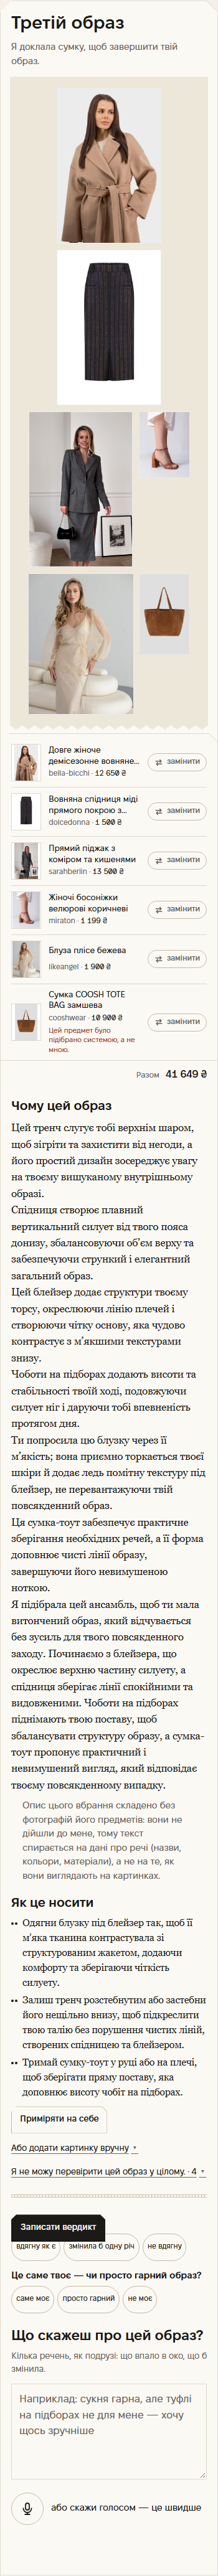 Третій образ
Я доклала сумку, щоб завершити твій
образ.
Довге жіноче
демісезонне вовняне…
bella-bicchi · 12 650 ₴
замінити
Вовняна спідниця міді
прямого покрою з…
dolcedonna · 1 500 ₴
замінити
Прямий піджак з
коміром та кишенями
sarahberlin · 13 500 ₴
замінити
Жіночі босоніжки
велюрові коричневі
miraton · 1 199 ₴
замінити
Блуза плісе бежева
likeangel · 1 900 ₴
замінити
Сумка COOSH TOTE
BAG замшева
cooshwear · 10 900 ₴
Цей предмет було
підібрано системою, а не
мною.
замінити
Разом 41 649 ₴
Чому цей образ
Цей тренч слугує тобі верхнім шаром,
щоб зігріти та захистити від негоди, а
його простий дизайн зосереджує увагу
на твоєму вишуканому внутрішньому
образі.
Спідниця створює плавний
вертикальний силует від твого пояса
донизу, збалансовуючи об’єм верху та
забезпечуючи стрункий і елегантний
загальний образ.
Цей блейзер додає структури твоєму
торсу, окреслюючи лінію плечей і
створюючи чітку основу, яка чудово
контрастує з м’якшими текстурами
знизу.
Чоботи на підборах додають висоти та
стабільності твоїй ході, подовжуючи
силует ніг і даруючи тобі впевненість
протягом дня.
Ти попросила цю блузку через її
м’якість; вона приємно торкається твоєї
шкіри й додає ледь помітну текстуру під
блейзер, не перевантажуючи твій
повсякденний образ.
Ця сумка-тоут забезпечує практичне
зберігання необхідних речей, а її форма
доповнює чисті лінії образу,
завершуючи його невимушеною
ноткою.
Я підібрала цей ансамбль, щоб ти мала
витончений образ, який відчувається
без зусиль для твого повсякденного
заходу. Починаємо з блейзера, що
окреслює верхню частину силуету, а
спідниця зберігає лінії спокійними та
видовженими. Чоботи на підборах
піднімають твою поставу, щоб
збалансувати структуру образу, а сумка-
тоут пропонує практичний і
невимушений вигляд, який відповідає
твоєму повсякденному випадку.
Опис цього вбрання складено без
фотографій його предметів: вони не
дійшли до мене, тому текст
спирається на дані про речі (назви,
кольори, матеріали), а не на те, як
вони виглядають на картинках.
Як це носити
Одягни блузку під блейзер так, щоб її
м’яка тканина контрастувала зі
структурованим жакетом, додаючи
комфорту та зберігаючи чіткість
силуету.
Залиш тренч розстебнутим або застебни
його нещільно внизу, щоб підкреслити
твою талію без порушення чистих ліній,
створених спідницею та блейзером.
Тримай сумку-тоут у руці або на плечі,
щоб зберігати пряму поставу, яка
доповнює висоту чобіт на підборах.
Приміряти на себе
Або додати картинку вручну
Я не можу перевірити цей образ у цілому. · 4
Записати вердикт
вдягну як є
змінила б одну річ
не вдягну
Це саме твоє — чи просто гарний образ?
саме моє
просто гарний
не моє
Що скажеш про цей образ?
Кілька речень, як подрузі: що впало в око, що б
змінила.
Наприклад: сукня гарна, але туфлі
на підборах не для мене — хочу
щось зручніше
або скажи голосом — це швидше